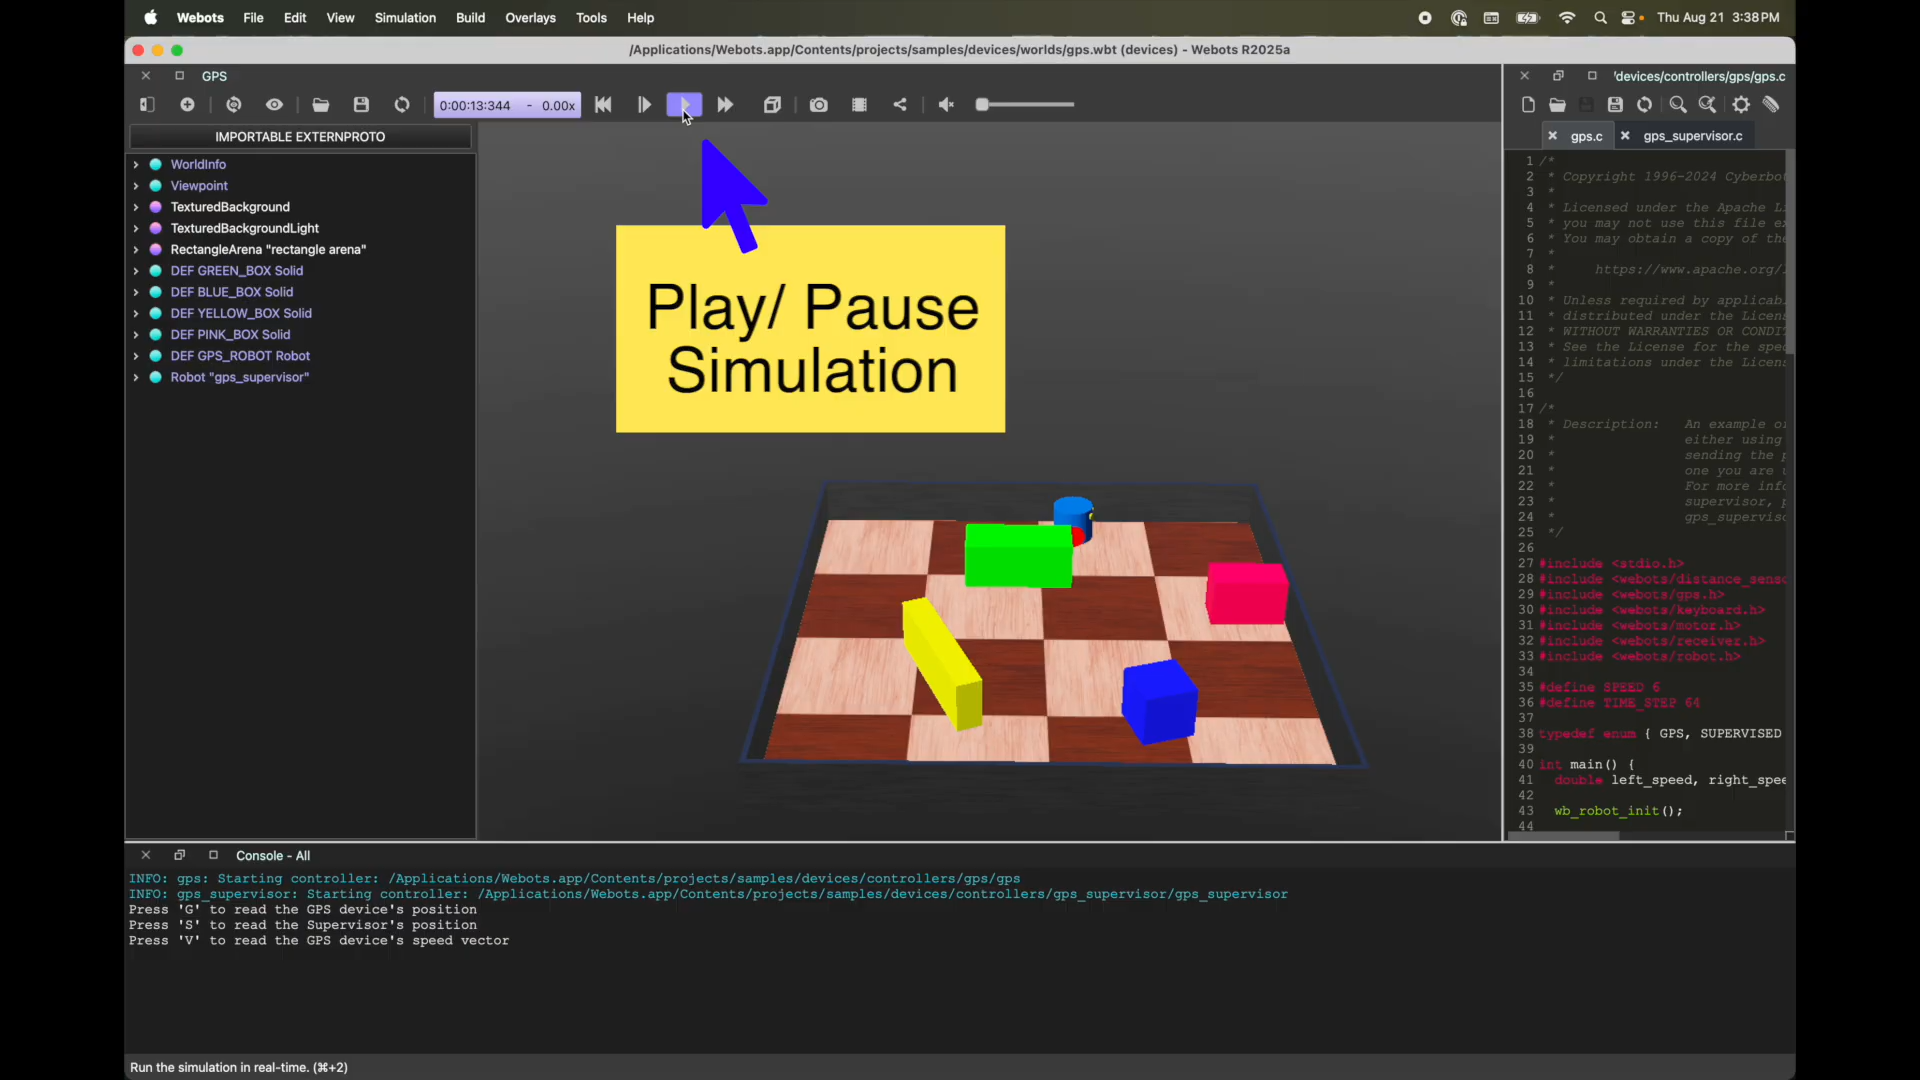 Webots File Edit View Simulation Build Overlays Tools Help Thu Aug 21 3:38 PM
/Applications/Webots.app/Contents/projects/samples/devices/worlds/gps.wbt (devices) - Webots R2025a
GPS
0:00:13:344 - 0.00x
IMPORTABLE EXTERNPROTO
WorldInfo
Viewpoint
TexturedBackground
TexturedBackgroundLight
RectangleArena "rectangle arena"
DEF GREEN_BOX Solid
DEF BLUE_BOX Solid
DEF YELLOW_BOX Solid
DEF PINK_BOX Solid
DEF GPS_ROBOT Robot
Robot "gps_supervisor"
Play/ Pause
Simulation
'devices/controllers/gps/gps.c
gps.c gps_supervisor.c
1 /*
2 * Copyright 1996-2024
3 *
4 * Licensed under the Apache
5 * you may not use this file
6 * You may obtain a copy of the
7 *
8 * https://www.apache.org/
9 *
10 * Unless required by
11 * distributed under the
12 * WITHOUT WARRANTIES OR
13 * See the License for the
14 * limitations under the
15 */
16
17 /*
18 * Description: An example
19 * either using
20 * sending the
21 * one you are
22 * For more
23 * supervisor,
24 *
25 */
26
27 #include <stdio.h>
28 #include
29 #include <webots/gps.h>
30 #include <webots/keyboard.h>
31 #include <webots/motor.h>
32 #include <webots/receiver.h>
33 #include <webots/robot.h>
34
35 #define SPEED 6
36 #define TIME_STEP 64
37
38 typedef enum { GPS, SUPERVISED
39
40 int main() {
41 double left_speed,
42
43 wb_robot_init();
44
Console - All
INFO: gps: Starting controller: /Applications/Webots.app/Contents/projects/samples/devices/controllers/gps/gps
INFO: gps_supervisor: Starting controller: /Applications/Webots.app/Contents/projects/samples/devices/controllers/gps_supervisor/gps_supervisor
Press 'G' to read the GPS device's position
Press 'S' to read the Supervisor's position
Press 'V' to read the GPS device's speed vector
Run the simulation in real-time. (⌘+2)